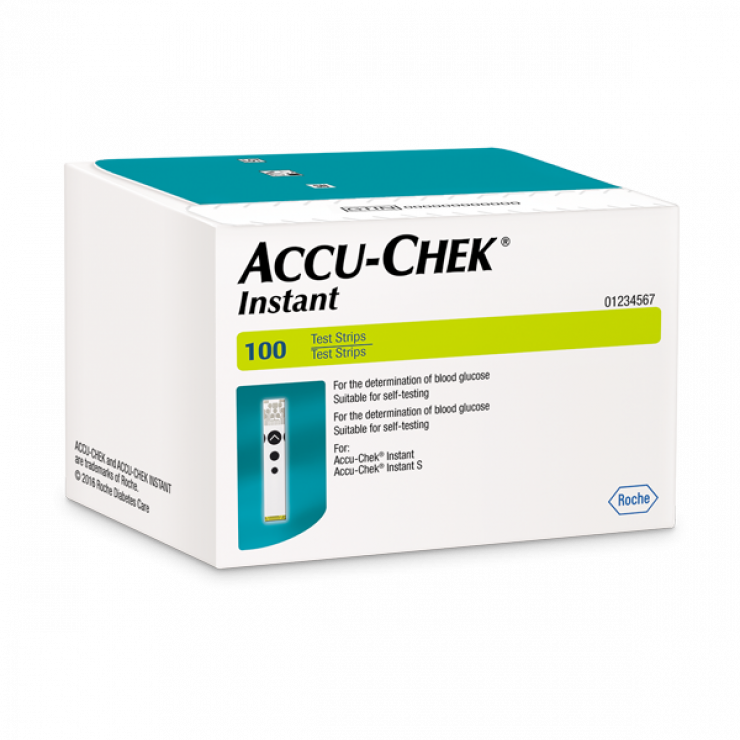 GTIN 000000000000
ACCU-CHEK®
Instant
01234567
100 Test Strips
Test Strips
For the determination of blood glucose
Suitable for self-testing
For the determination of blood glucose
Suitable for self-testing
For:
Accu-Chek® Instant
Accu-Chek® Instant S
Roche
ACCU-CHEK and ACCU-CHEK INSTANT
are trademarks of Roche.
© 2016 Roche Diabetes Care